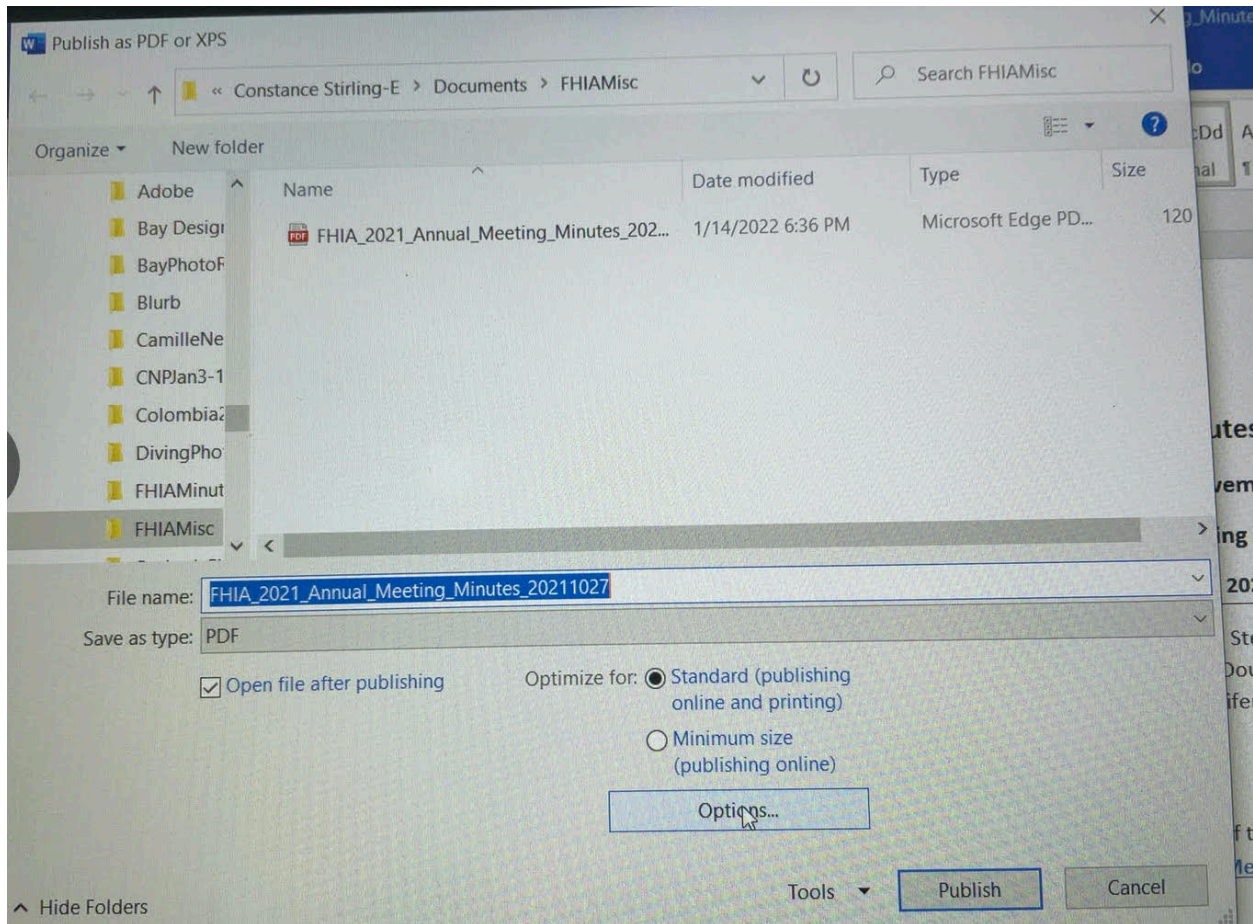 Publish as PDF or XPS
« Constance Stirling-E > Documents > FHIAMisc
Search FHIAMisc
Organize
New folder
Name
Date modified
Type
Size
FHIA_2021_Annual_Meeting_Minutes_202...
1/14/2022 6:36 PM
Microsoft Edge PD...
120
Adobe
Bay Desig
BayPhoto
Blurb
CamilleNe
CNPJan3-1
Colombia
DivingPho
FHIAMinut
FHIAMisc
File name: FHIA_2021_Annual_Meeting_Minutes_20211027
Save as type: PDF
Open file after publishing
Optimize for: Standard (publishing
online and printing)
Minimum size
(publishing online)
Options...
Tools
Publish
Cancel
Hide Folders